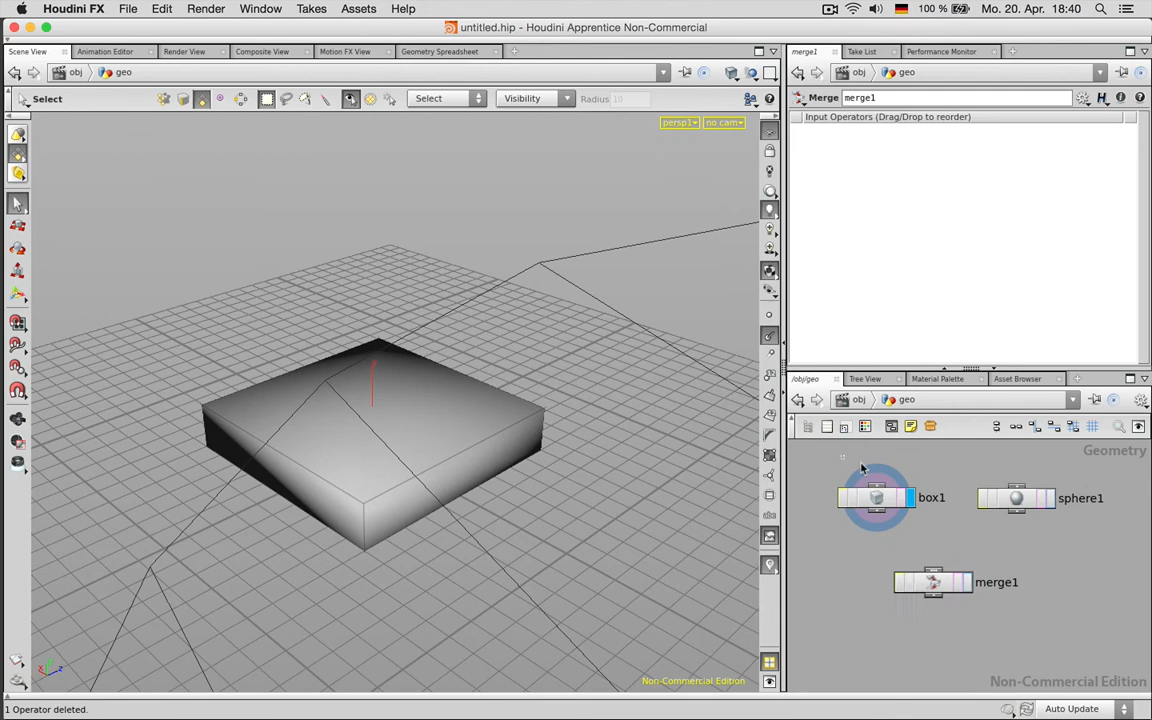 Houdini FX File Edit Render Window Takes Assets Help 100 % Mo. 20. Apr. 18:40
untitled.hip - Houdini Apprentice Non-Commercial
Scene View Animation Editor Render View Composite View Motion FX View Geometry Spreadsheet
merge1 Take List Performance Monitor
obj geo
obj geo
Select Select Visibility Radius 10
Merge merge1
Input Operators (Drag/Drop to reorder)
persp1 no cam
/obj/geo Tree View Material Palette Asset Browser
obj geo
Geometry
box1 sphere1
merge1
abc
x z
Non-Commercial Edition
Non-Commercial Edition
1 Operator deleted.
Auto Update